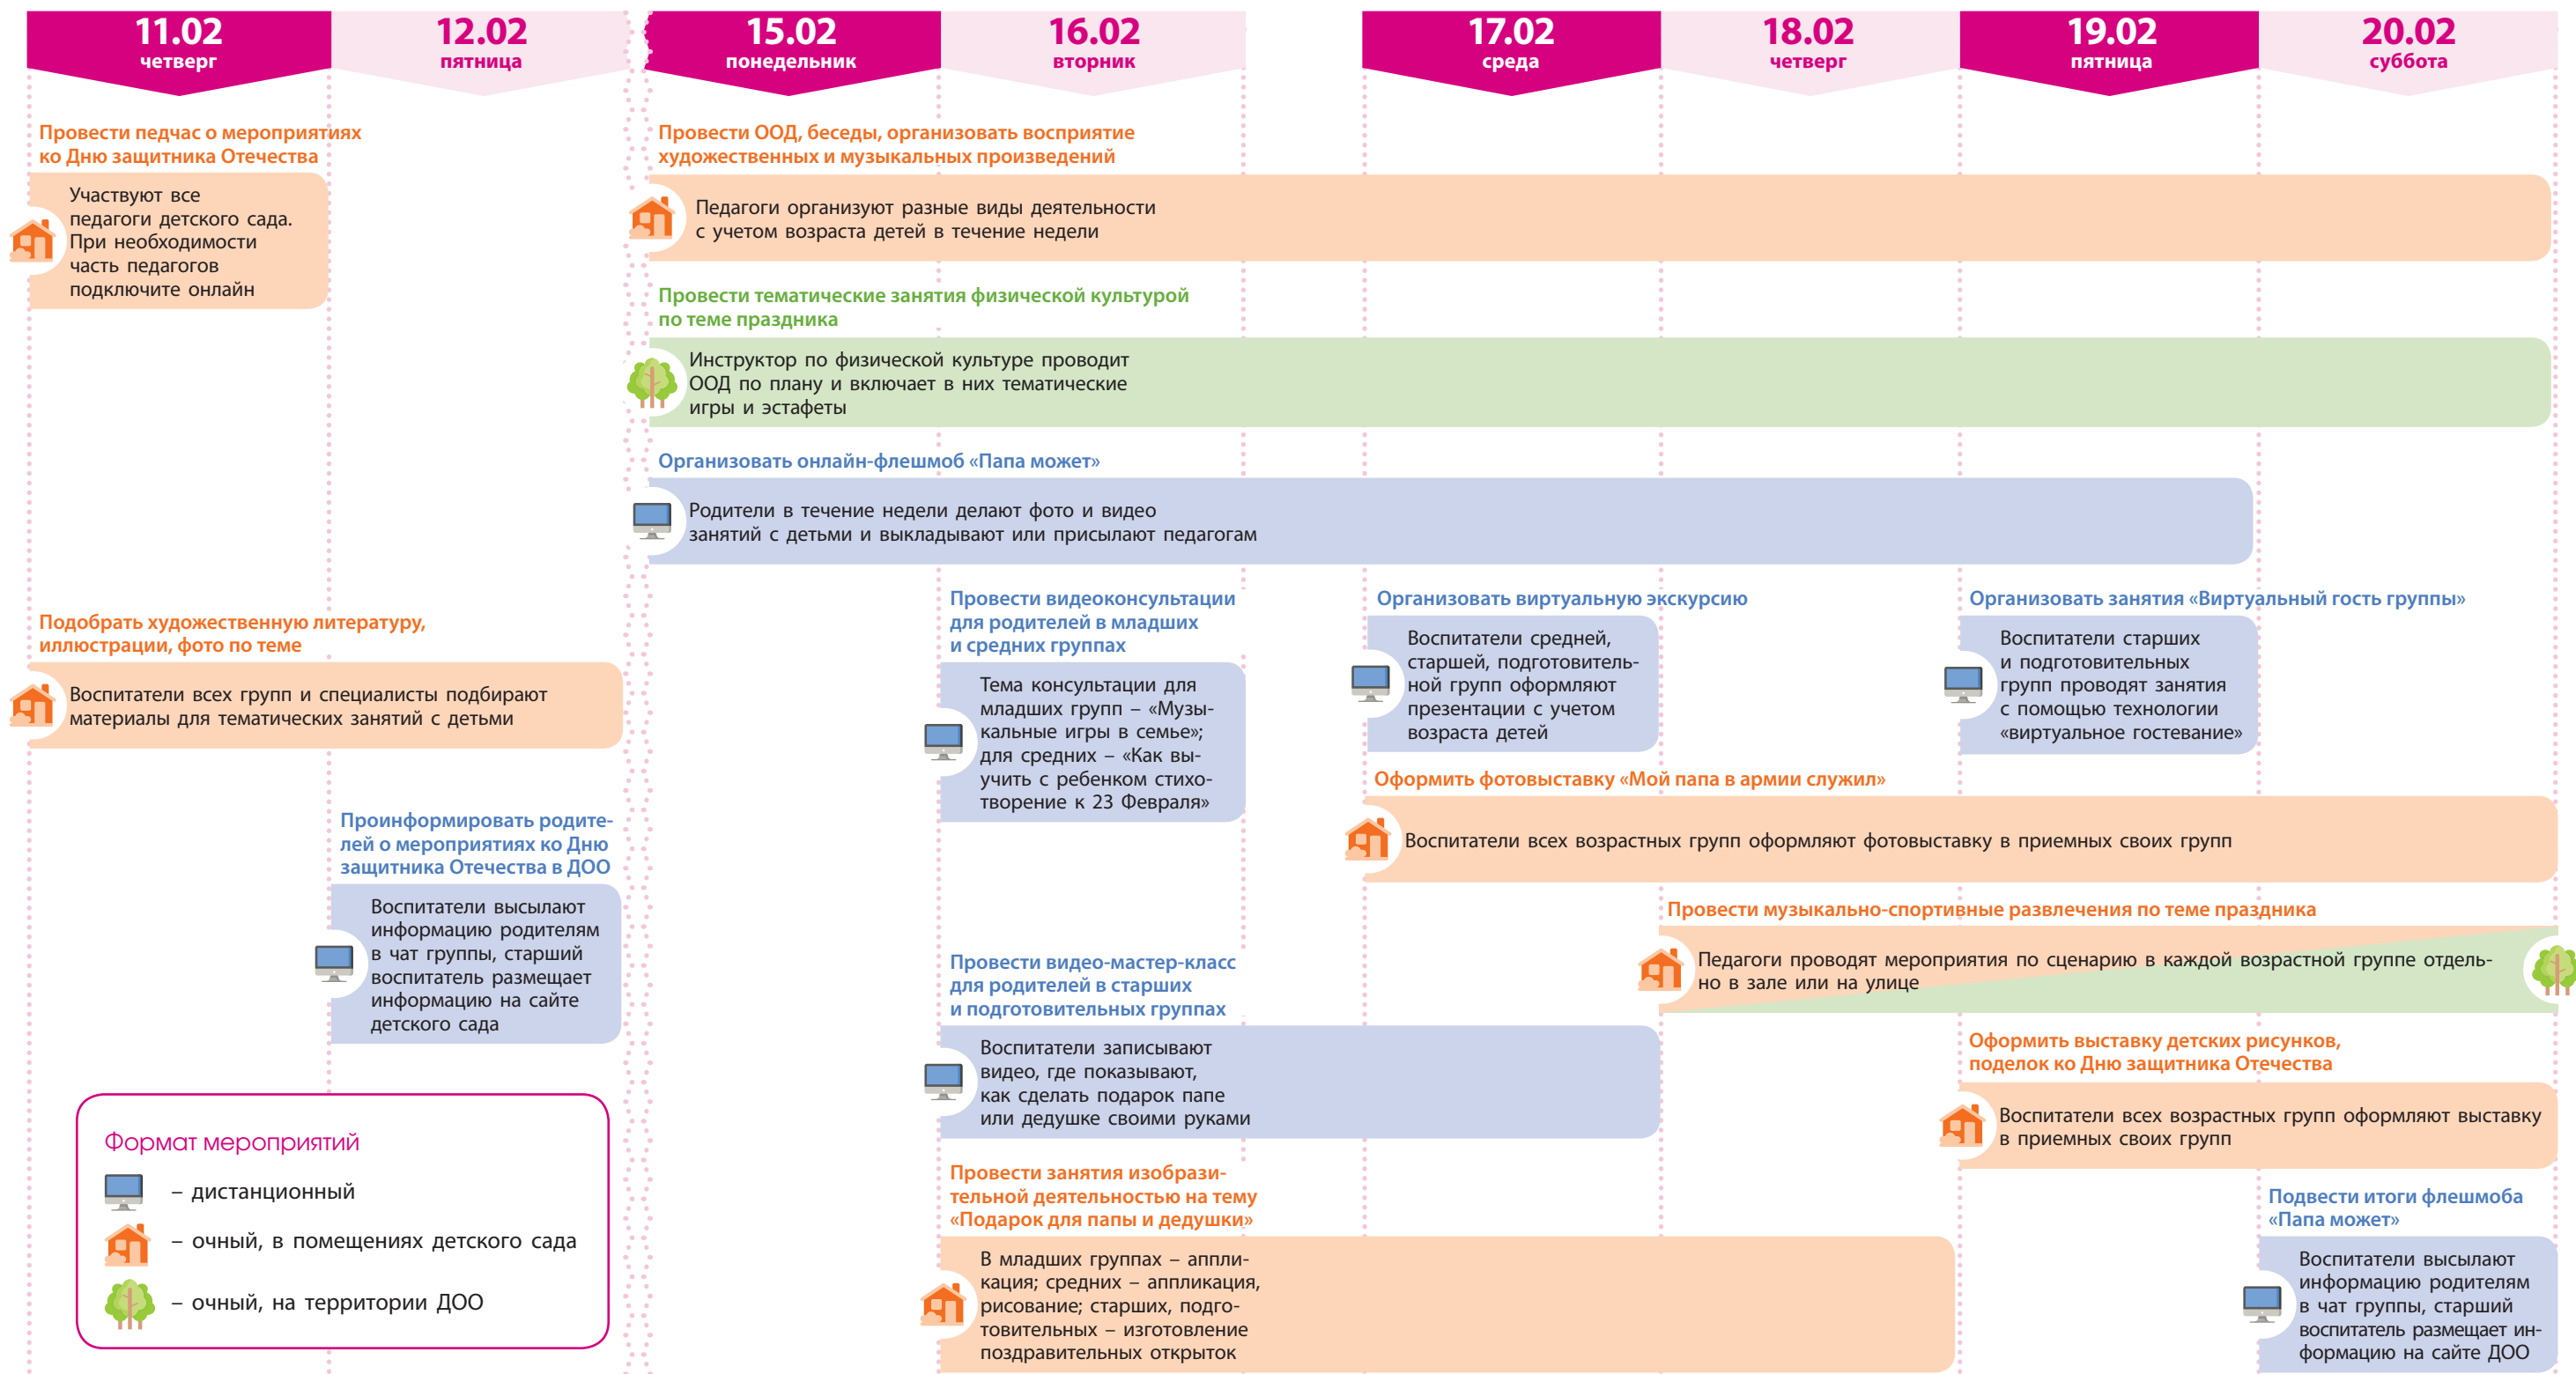 11.02
четверг
12.02
пятница
15.02
понедельник
16.02
вторник
17.02
среда
18.02
четверг
19.02
пятница
20.02
суббота
Провести педчас о мероприятиях
ко Дню защитника Отечества
Участвуют все
педагоги детского сада.
При необходимости
часть педагогов
подключите онлайн
Провести ООД, беседы, организовать восприятие
художественных и музыкальных произведений
Педагоги организуют разные виды деятельности
с учетом возраста детей в течение недели
Провести тематические занятия физической культурой
по теме праздника
Инструктор по физической культуре проводит
ООД по плану и включает в них тематические
игры и эстафеты
Организовать онлайн-флешмоб «Папа может»
Родители в течение недели делают фото и видео
занятий с детьми и выкладывают или присылают педагогам
Подобрать художественную литературу,
иллюстрации, фото по теме
Воспитатели всех групп и специалисты подбирают
материалы для тематических занятий с детьми
Провести видеоконсультации
для родителей в младших
и средних группах
Тема консультации для
младших групп – «Музы-
кальные игры в семье»;
для средних – «Как вы-
учить с ребенком стихо-
творение к 23 Февраля»
Организовать виртуальную экскурсию
Воспитатели средней,
старшей, подготовитель-
ной групп оформляют
презентации с учетом
возраста детей
Организовать занятия «Виртуальный гость группы»
Воспитатели старших
и подготовительных
групп проводят занятия
с помощью технологии
«виртуальное гостевание»
Оформить фотовыставку «Мой папа в армии служил»
Воспитатели всех возрастных групп оформляют фотовыставку в приемных своих групп
Проинформировать родите-
лей о мероприятиях ко Дню
защитника Отечества в ДОО
Воспитатели высылают
информацию родителям
в чат группы, старший
воспитатель размещает
информацию на сайте
детского сада
Провести музыкально-спортивные развлечения по теме праздника
Педагоги проводят мероприятия по сценарию в каждой возрастной группе отдель-
но в зале или на улице
Провести видео-мастер-класс
для родителей в старших
и подготовительных группах
Воспитатели записывают
видео, где показывают,
как сделать подарок папе
или дедушке своими руками
Оформить выставку детских рисунков,
поделок ко Дню защитника Отечества
Воспитатели всех возрастных групп оформляют выставку
в приемных своих групп
Провести занятия изобрази-
тельной деятельностью на тему
«Подарок для папы и дедушки»
В младших группах – аппли-
кация; средних – аппликация,
рисование; старших, подго-
товительных – изготовление
поздравительных открыток
Подвести итоги флешмоба
«Папа может»
Воспитатели высылают
информацию родителям
в чат группы, старший
воспитатель размещает ин-
формацию на сайте ДОО
Формат мероприятий
– дистанционный
– очный, в помещениях детского сада
– очный, на территории ДОО